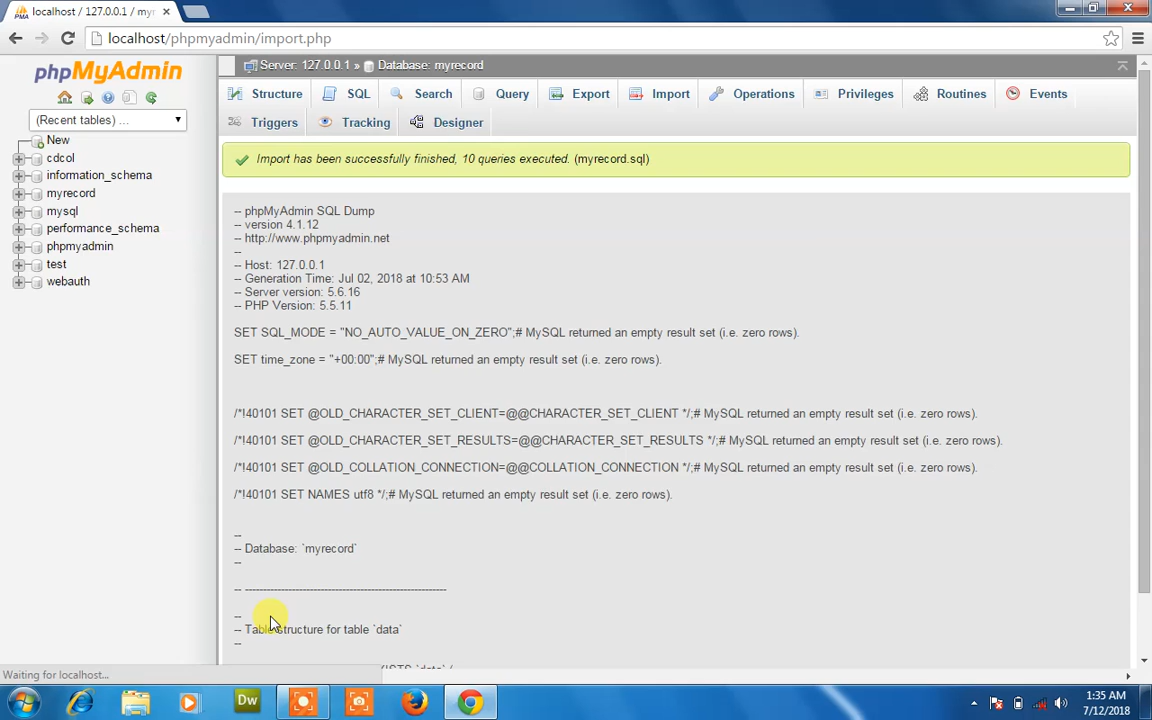 localhost / 127.0.0.1 / my
localhost/phpmyadmin/import.php
phpMyAdmin
(Recent tables) ...
New
cdcol
information_schema
myrecord
mysql
performance_schema
phpmyadmin
test
webauth
Server: 127.0.0.1 » Database: myrecord
Structure
SQL
Search
Query
Export
Import
Operations
Privileges
Routines
Events
Triggers
Tracking
Designer
Import has been successfully finished, 10 queries executed. (myrecord.sql)
-- phpMyAdmin SQL Dump
-- version 4.1.12
-- http://www.phpmyadmin.net
--
-- Host: 127.0.0.1
-- Generation Time: Jul 02, 2018 at 10:53 AM
-- Server version: 5.6.16
-- PHP Version: 5.5.11
SET SQL_MODE = "NO_AUTO_VALUE_ON_ZERO";# MySQL returned an empty result set (i.e. zero rows).
SET time_zone = "+00:00";# MySQL returned an empty result set (i.e. zero rows).
/*!40101 SET @OLD_CHARACTER_SET_CLIENT=@@CHARACTER_SET_CLIENT */;# MySQL returned an empty result set (i.e. zero rows).
/*!40101 SET @OLD_CHARACTER_SET_RESULTS=@@CHARACTER_SET_RESULTS */;# MySQL returned an empty result set (i.e. zero rows).
/*!40101 SET @OLD_COLLATION_CONNECTION=@@COLLATION_CONNECTION */;# MySQL returned an empty result set (i.e. zero rows).
/*!40101 SET NAMES utf8 */;# MySQL returned an empty result set (i.e. zero rows).
--
-- Database: `myrecord`
--
-- --------------------------------------------------------
--
-- Table structure for table `data`
--
Waiting for localhost...
Dw
1:35 AM
7/12/2018